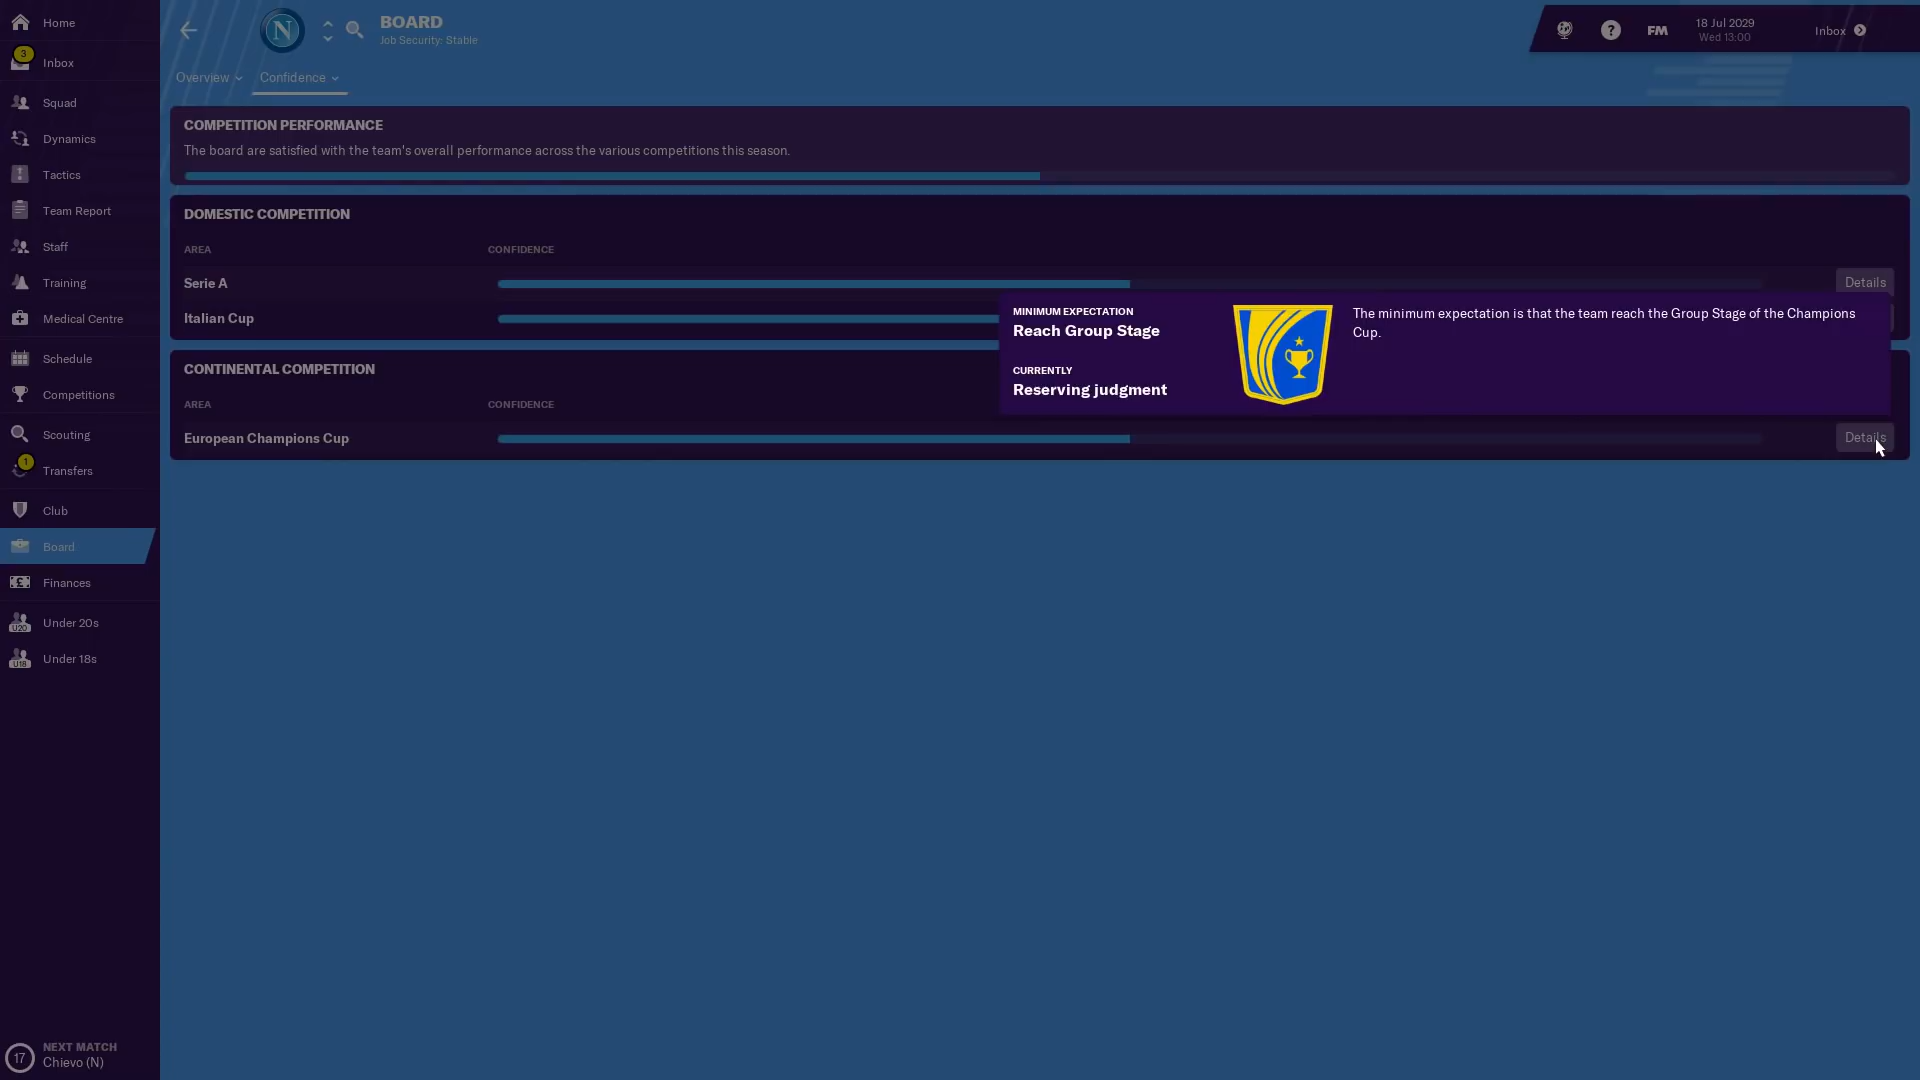 Home
3
Inbox
Squad
Dynamics
Tactics
Team Report
Staff
Training
Medical Centre
Schedule
Competitions
Scouting
1
Transfers
Club
Board
Finances
U20
Under 20s
U18
Under 18s
17
NEXT MATCH
Chievo (N)
N
BOARD
Job Security: Stable
?
FM
18 Jul 2029
Wed 13:00
Inbox
Overview
Confidence
COMPETITION PERFORMANCE
The board are satisfied with the team's overall performance across the various competitions this season.
DOMESTIC COMPETITION
AREA CONFIDENCE
Serie A Details
Italian Cup
MINIMUM EXPECTATION
Reach Group Stage
CURRENTLY
Reserving judgment
The minimum expectation is that the team reach the Group Stage of the Champions
Cup.
CONTINENTAL COMPETITION
AREA CONFIDENCE
European Champions Cup Details